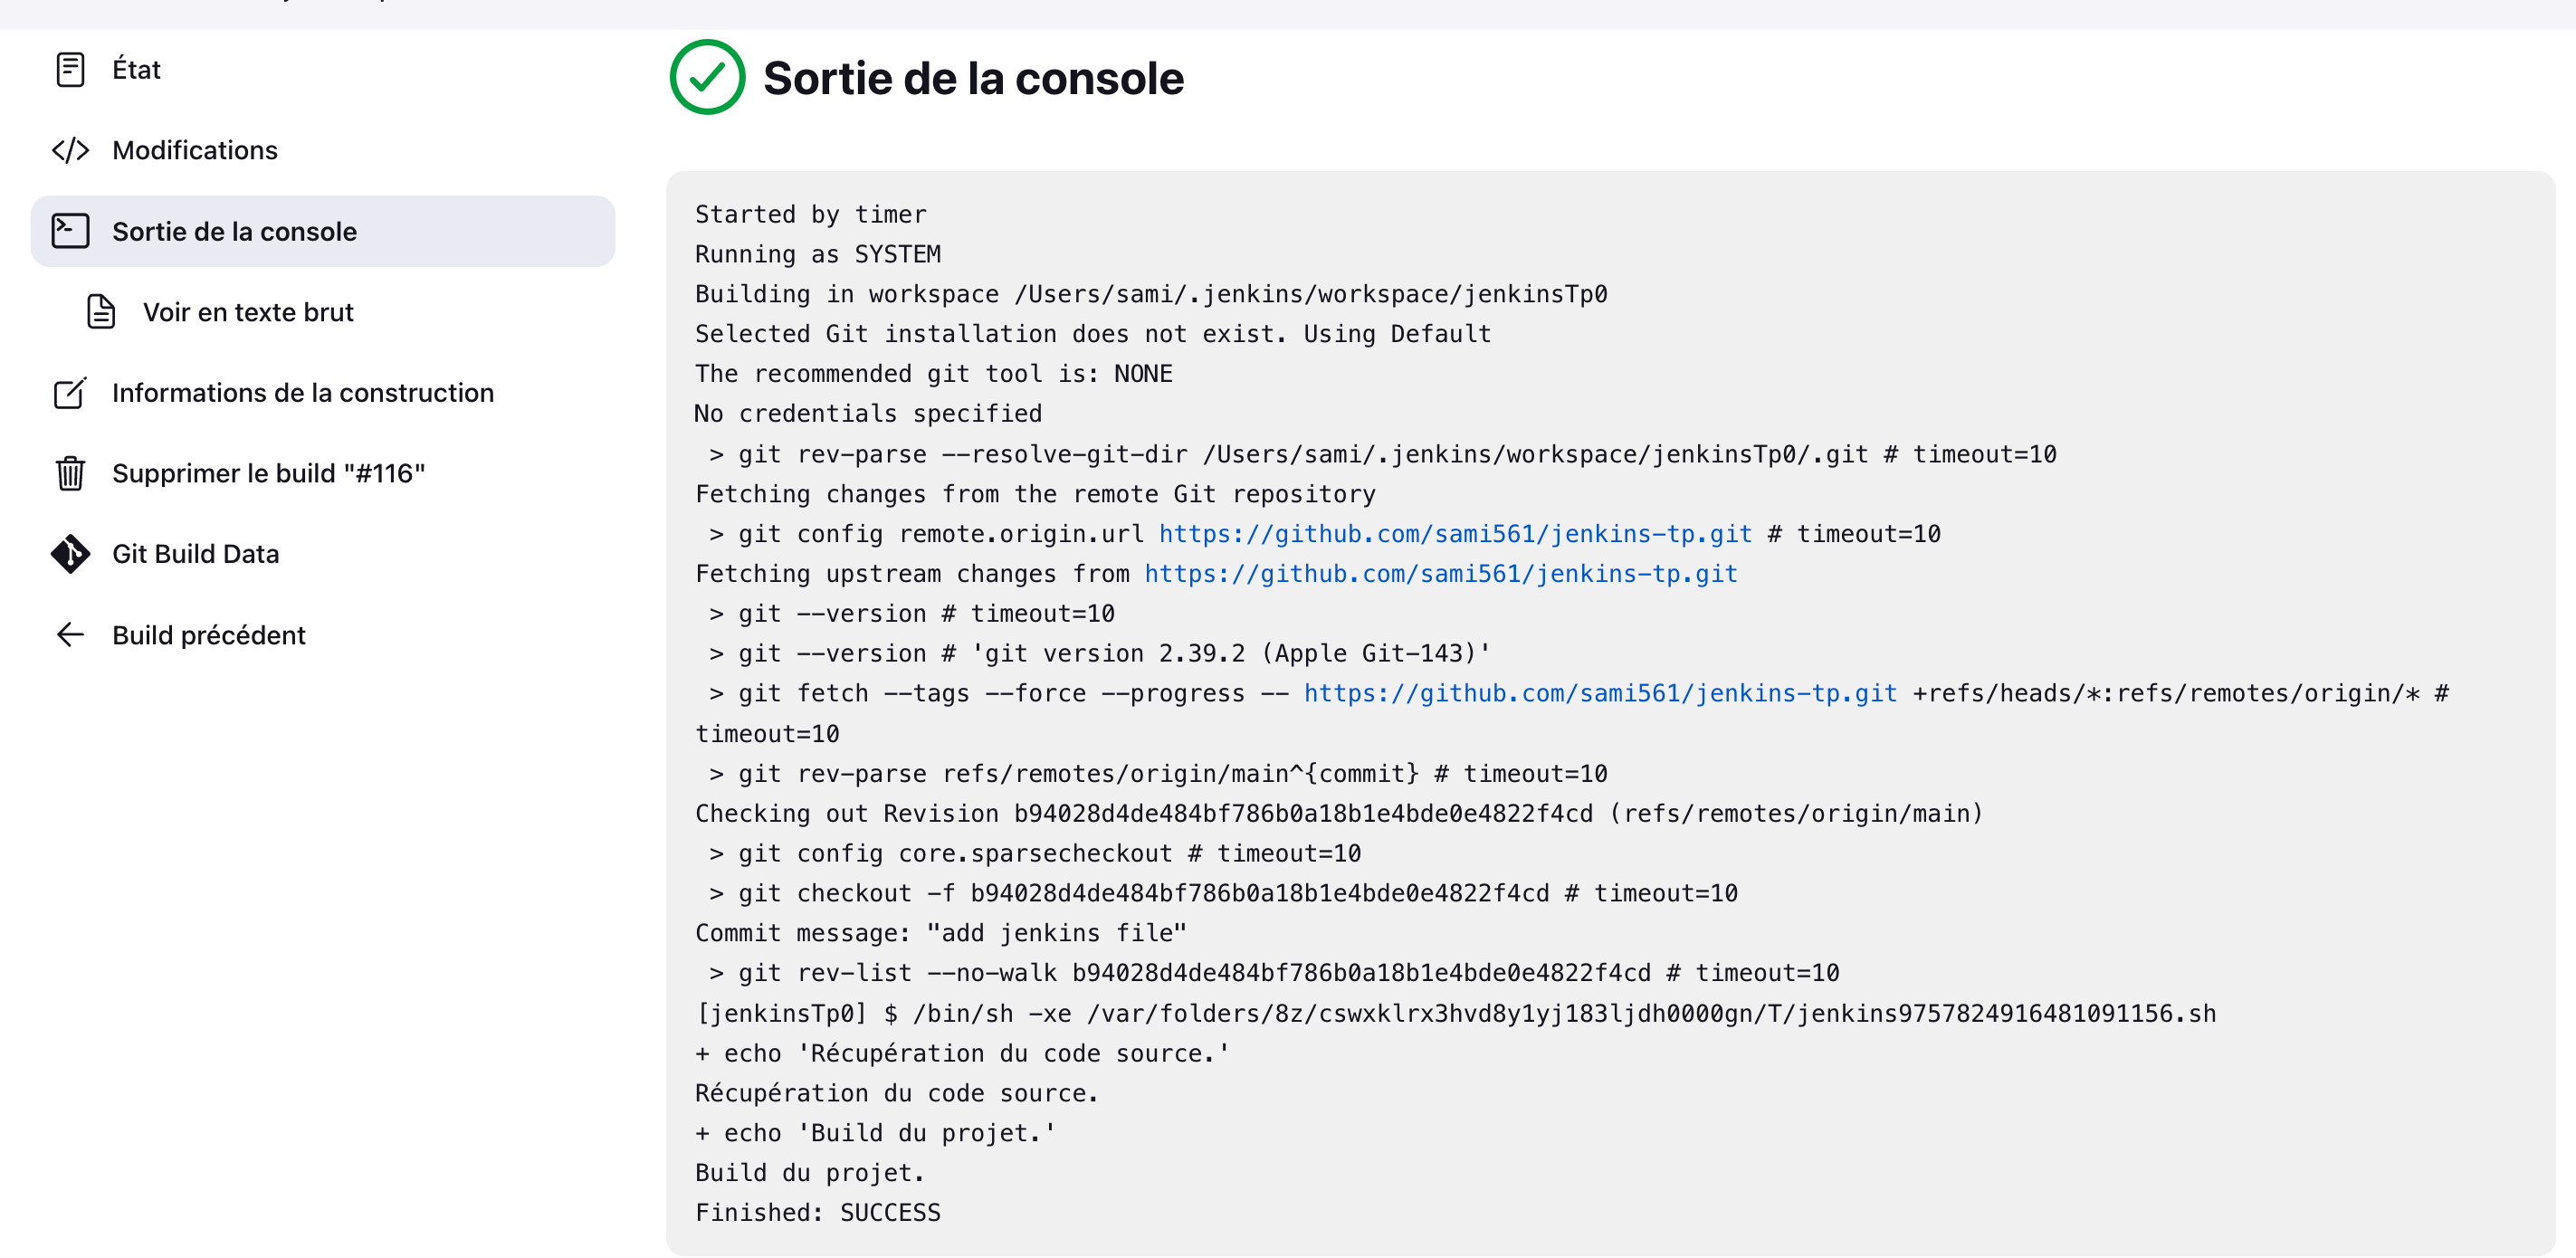 État
Modifications
Sortie de la console
Voir en texte brut
Informations de la construction
Supprimer le build "#116"
Git Build Data
Build précédent
Sortie de la console
Started by timer
Running as SYSTEM
Building in workspace /Users/sami/.jenkins/workspace/jenkinsTp0
Selected Git installation does not exist. Using Default
The recommended git tool is: NONE
No credentials specified
 > git rev-parse --resolve-git-dir /Users/sami/.jenkins/workspace/jenkinsTp0/.git # timeout=10
Fetching changes from the remote Git repository
 > git config remote.origin.url https://github.com/sami561/jenkins-tp.git # timeout=10
Fetching upstream changes from https://github.com/sami561/jenkins-tp.git
 > git --version # timeout=10
 > git --version # 'git version 2.39.2 (Apple Git-143)'
 > git fetch --tags --force --progress -- https://github.com/sami561/jenkins-tp.git +refs/heads/*:refs/remotes/origin/* #
timeout=10
 > git rev-parse refs/remotes/origin/main^{commit} # timeout=10
Checking out Revision b94028d4de484bf786b0a18b1e4bde0e4822f4cd (refs/remotes/origin/main)
 > git config core.sparsecheckout # timeout=10
 > git checkout -f b94028d4de484bf786b0a18b1e4bde0e4822f4cd # timeout=10
Commit message: "add jenkins file"
 > git rev-list --no-walk b94028d4de484bf786b0a18b1e4bde0e4822f4cd # timeout=10
[jenkinsTp0] $ /bin/sh -xe /var/folders/8z/cswxklrx3hvd8y1yj183ljdh0000gn/T/jenkins9757824916481091156.sh
+ echo 'Récupération du code source.'
Récupération du code source.
+ echo 'Build du projet.'
Build du projet.
Finished: SUCCESS